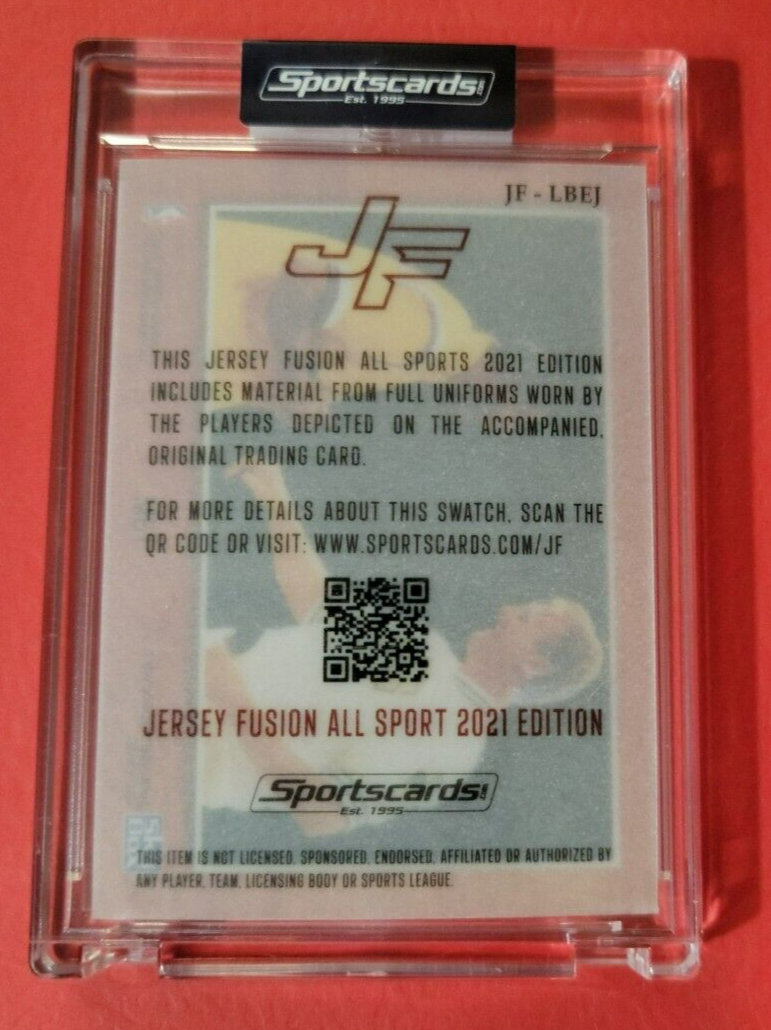 Sportscards.com
Est. 1995
JF - LBEJ
JF
THIS JERSEY FUSION ALL SPORTS 2021 EDITION
INCLUDES MATERIAL FROM FULL UNIFORMS WORN BY
THE PLAYERS DEPICTED ON THE ACCOMPANIED,
ORIGINAL TRADING CARD.
FOR MORE DETAILS ABOUT THIS SWATCH, SCAN THE
QR CODE OR VISIT: WWW.SPORTSCARDS.COM/JF
JERSEY FUSION ALL SPORT 2021 EDITION
Sportscards.com
Est. 1995
THIS ITEM IS NOT LICENSED, SPONSORED, ENDORSED, AFFILIATED OR AUTHORIZED BY
ANY PLAYER, TEAM, LICENSING BODY OR SPORTS LEAGUE.